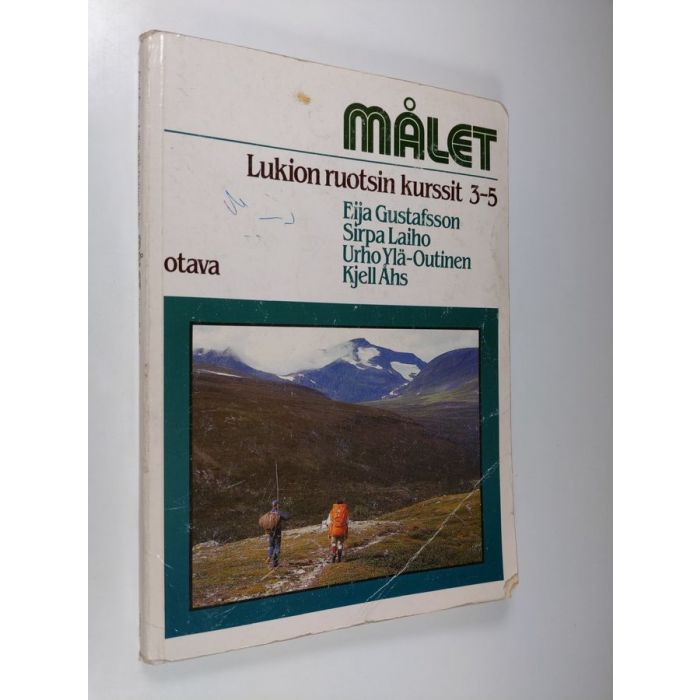 MÅLET
Lukion ruotsin kurssit 3-5
Eija Gustafsson
Sirpa Laiho
Urho Ylä-Outinen
Kjell Åhs
otava